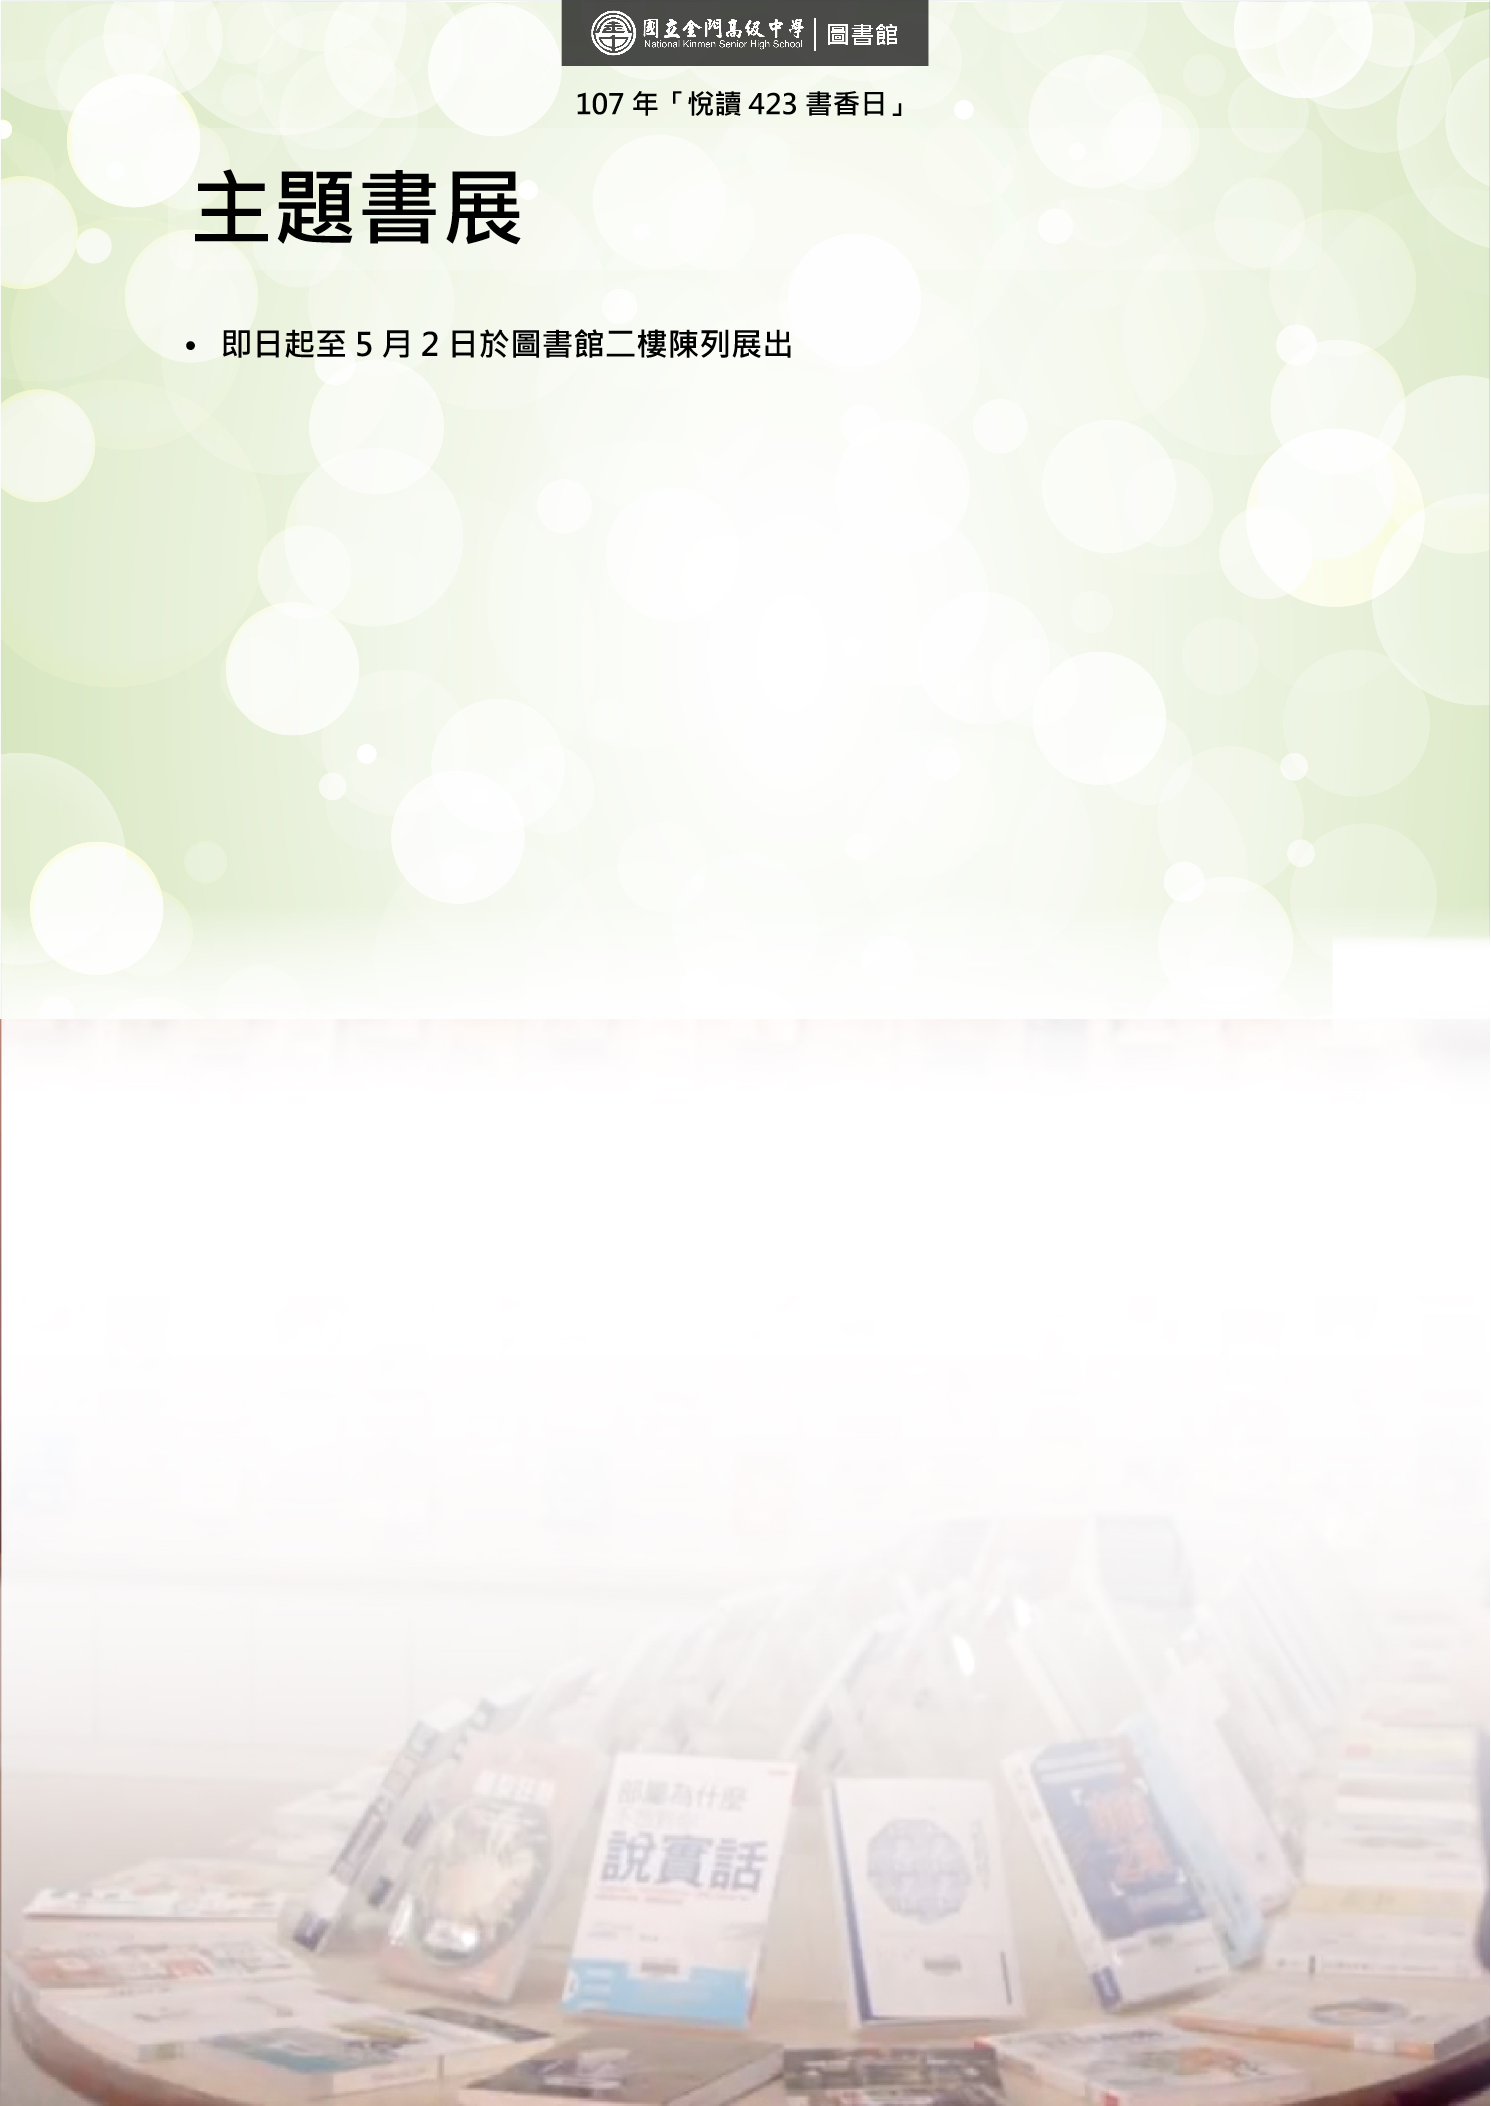 國立金門高級中學
National Kinmen Senior High School
圖書館
107 年「悅讀 423 書香日」
主題書展
• 即日起至 5 月 2 日於圖書館二樓陳列展出
部屬為什麼
說實話